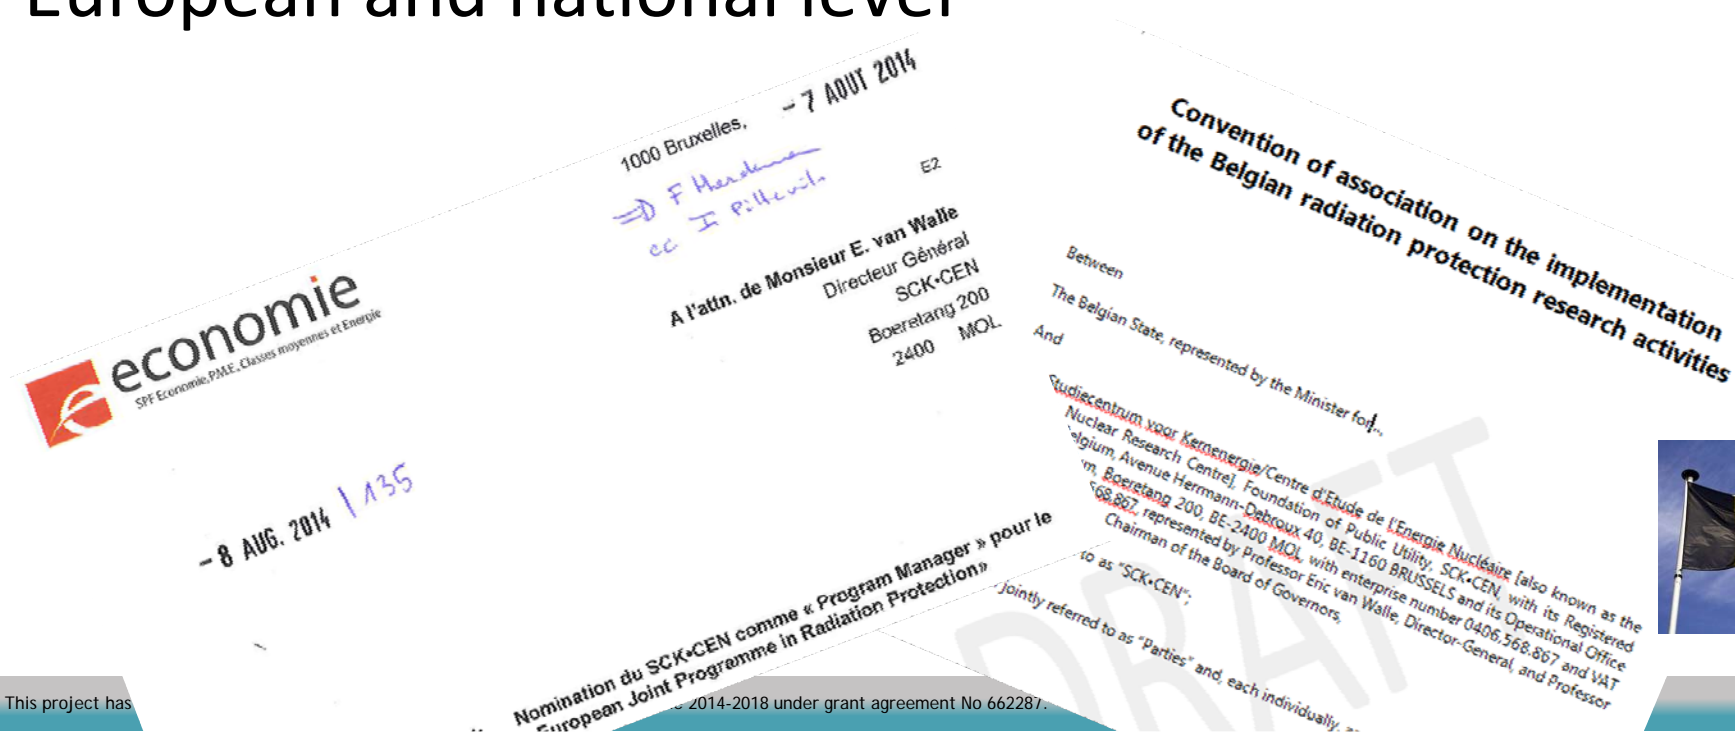 European and national level
1000 Bruxelles,
- 7 AOUT 2014
=D F
cc I
E2
A l'attn. de Monsieur E. van Walle
Directeur Général
SCK•CEN
Boeretang 200
2400 MOL
economie
SPF Economie, P.M.E., Classes moyennes et Energie
- 8 AUG. 2014 | 135
Nomination du SCK•CEN comme « Program Manager » pour le
European Joint Programme in Radiation Protection»
Convention of association on the implementation
of the Belgian radiation protection research activities
Between
The Belgian State, represented by the Minister for...,
And
Studiecentrum voor Kernenergie/Centre d'Etude de l'Energie Nucléaire [also known as the
Nuclear Research Centre], Foundation of Public Utility, SCK•CEN, with its Registered
elgium, Avenue Herrmann-Debroux 40, BE-1160 BRUSSELS and its Operational Office
m, Boeretang 200, BE-2400 MOL, with enterprise number 0406.568.867 and VAT
568.867, represented by Professor Eric van Walle, Director-General, and Professor
Chairman of the Board of Governors,
to as "SCK•CEN";
jointly referred to as "Parties" and, each individually,
DRAFT
This project has
2014-2018 under grant agreement No 662287.